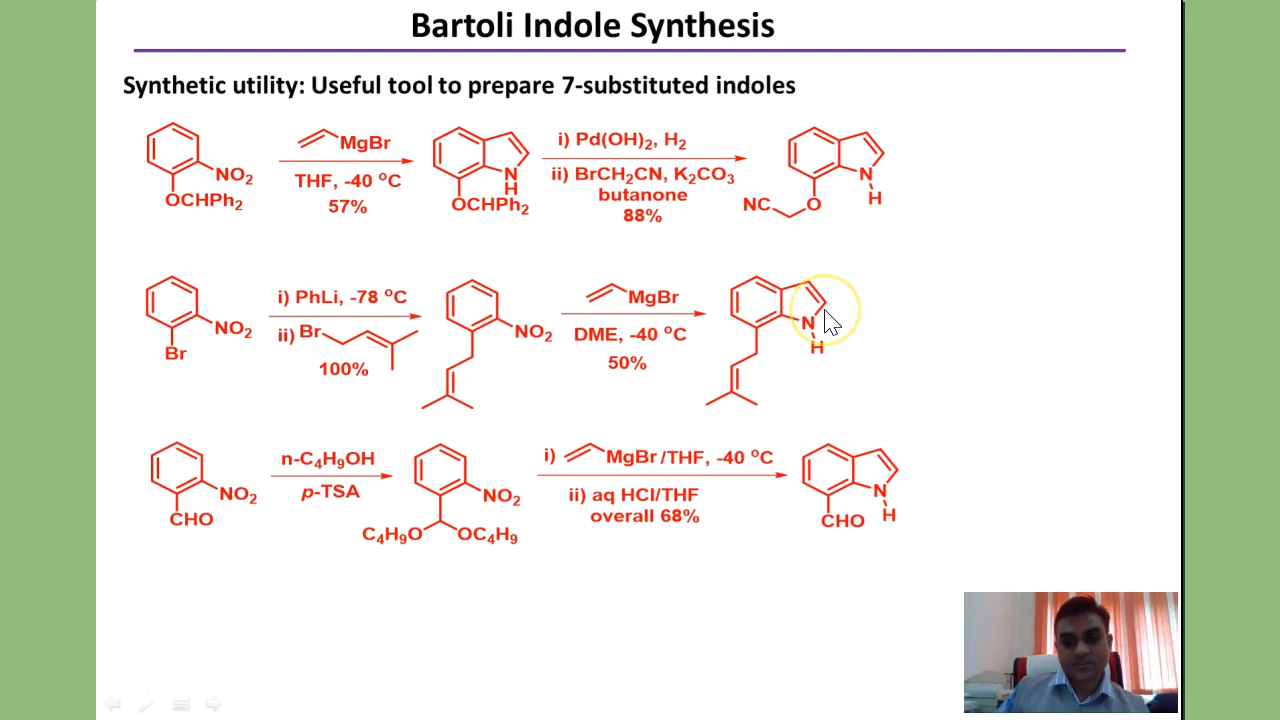 Bartoli Indole Synthesis
Synthetic utility: Useful tool to prepare 7-substituted indoles
NO₂
OCHPh₂
MgBr
THF, -40 °C
57%
N
H
OCHPh₂
i) Pd(OH)₂, H₂
ii) BrCH₂CN, K₂CO₃
butanone
88%
NC
O
N
H
NO₂
Br
i) PhLi, -78 °C
ii) Br
100%
NO₂
MgBr
DME, -40 °C
50%
N
H
NO₂
CHO
n-C₄H₉OH
p-TSA
NO₂
C₄H₉O
OC₄H₉
i) MgBr/THF, -40 °C
ii) aq HCl/THF
overall 68%
N
H
CHO